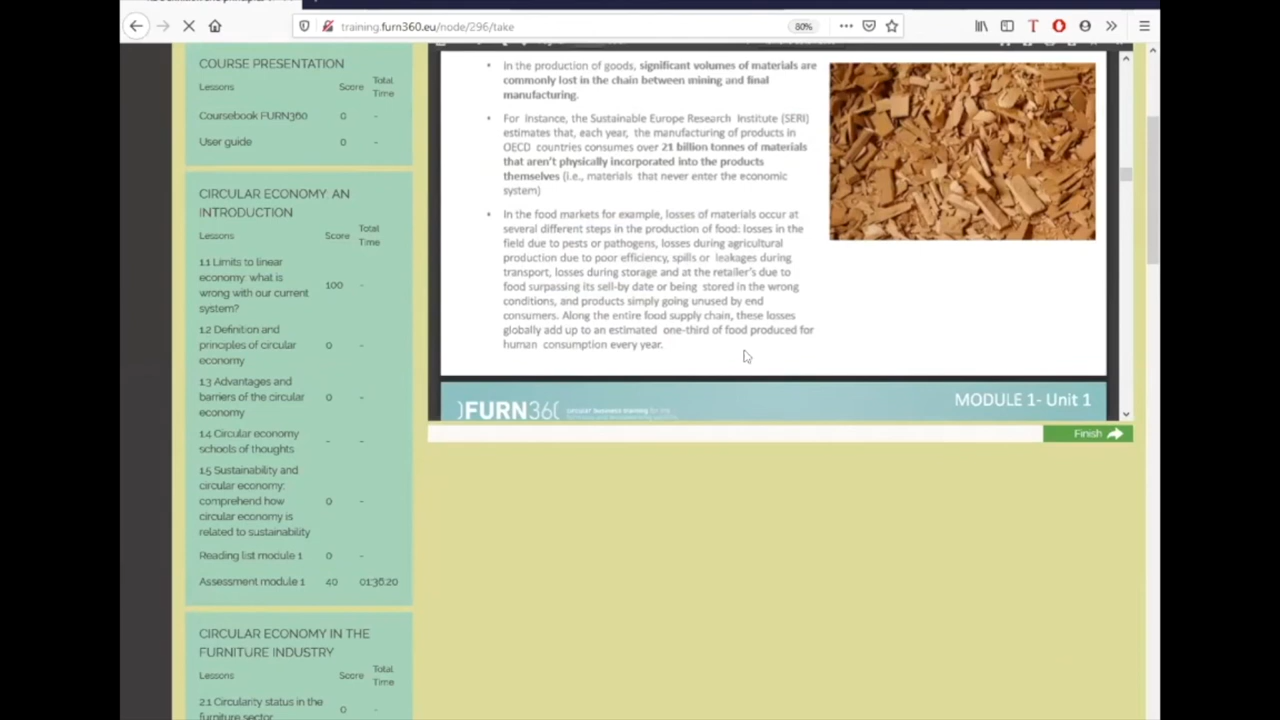 training.furn360.eu/node/296/take
80%
COURSE PRESENTATION
Lessons Score Total Time
Coursebook FURN360 0 -
User guide 0 -
CIRCULAR ECONOMY: AN
INTRODUCTION
Lessons Score Total Time
1.1 Limits to linear
economy: what is
wrong with our current
system? 100 -
1.2 Definition and
principles of circular
economy 0 -
1.3 Advantages and
barriers of the circular
economy 0 -
1.4 Circular economy
schools of thoughts - -
1.5 Sustainability and
circular economy:
comprehend how
circular economy is
related to sustainability 0 -
Reading list module 1 0 -
Assessment module 1 40 01:36:20
CIRCULAR ECONOMY IN THE
FURNITURE INDUSTRY
Lessons Score Total Time
2.1 Circularity status in the
furniture sector 0 -
• In the production of goods, significant volumes of materials are
commonly lost in the chain between mining and final
manufacturing.
• For instance, the Sustainable Europe Research Institute (SERI)
estimates that, each year, the manufacturing of products in
OECD countries consumes over 21 billion tonnes of materials
that aren't physically incorporated into the products
themselves (i.e., materials that never enter the economic
system)
• In the food markets for example, losses of materials occur at
several different steps in the production of food: losses in the
field due to pests or pathogens, losses during agricultural
production due to poor efficiency, spills or leakages during
transport, losses during storage and at the retailer's due to
food surpassing its sell-by date or being stored in the wrong
conditions, and products simply going unused by end
consumers. Along the entire food supply chain, these losses
globally add up to an estimated one-third of food produced for
human consumption every year.
)FURN36(
circular business training for the
MODULE 1- Unit 1
Finish